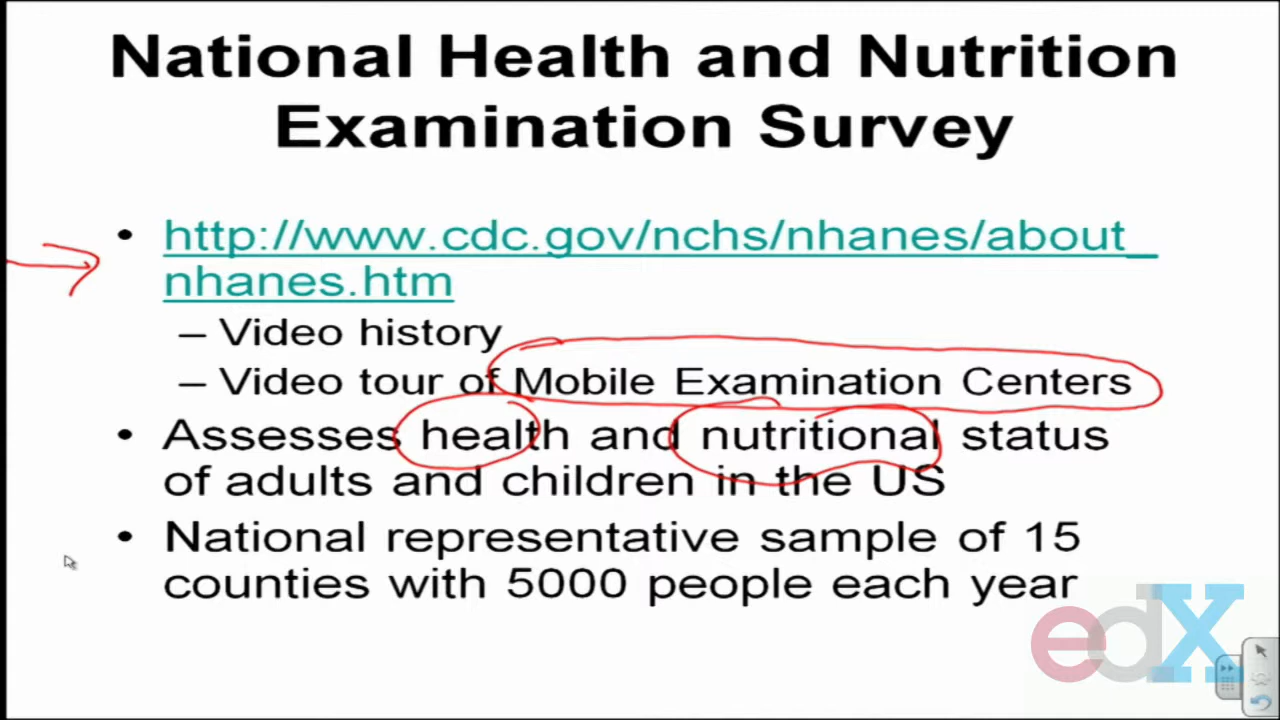 National Health and Nutrition
Examination Survey
• http://www.cdc.gov/nchs/nhanes/about_
nhanes.htm
– Video history
– Video tour of Mobile Examination Centers
• Assesses health and nutritional status
of adults and children in the US
• National representative sample of 15
counties with 5000 people each year
edX